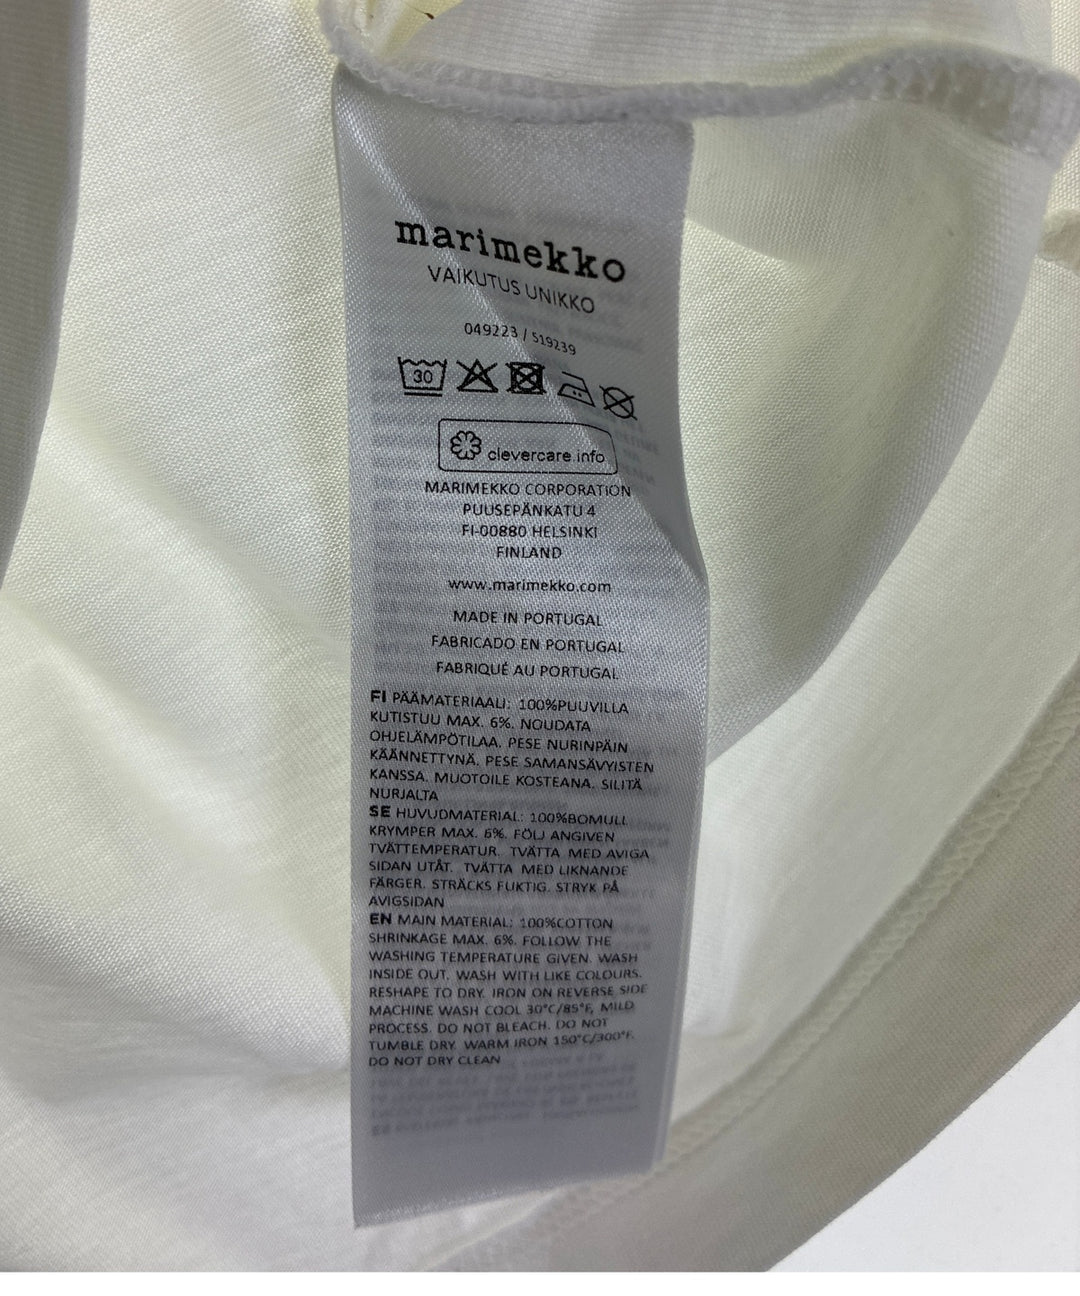 marimekko
VAIKUTUS UNIKKO
049223 / 519239
30
clevercare.info
MARIMEKKO CORPORATION
PUUSEPÄNKATU 4
FI-00880 HELSINKI
FINLAND
www.marimekko.com
MADE IN PORTUGAL
FABRICADO EN PORTUGAL
FABRIQUÉ AU PORTUGAL
FI PÄÄMATERIAALI: 100%PUUVILLA
KUTISTUU MAX. 6%. NOUDATA
OHJELÄMPÖTILAA. PESE NURINPÄIN
KÄÄNNETTYNÄ. PESE SAMANSÄVYISTEN
KANSSA. MUOTOILE KOSTEANA. SILITÄ
NURJALTA
SE HUVUDMATERIAL: 100%BOMULL
KRYMPER MAX. 6%. FÖLJ ANGIVEN
TVÄTTEMPERATUR. TVÄTTA MED AVIGA
SIDAN UTÅT. TVÄTTA MED LIKNANDE
FÄRGER. STRÄCKS FUKTIG. STRYK PÅ
AVIGSIDAN
EN MAIN MATERIAL: 100%COTTON
SHRINKAGE MAX. 6%. FOLLOW THE
WASHING TEMPERATURE GIVEN. WASH
INSIDE OUT. WASH WITH LIKE COLOURS.
RESHAPE TO DRY. IRON ON REVERSE SIDE
MACHINE WASH COOL 30°C/85°F, MILD
PROCESS. DO NOT BLEACH. DO NOT
TUMBLE DRY. WARM IRON 150°C/300°F.
DO NOT DRY CLEAN